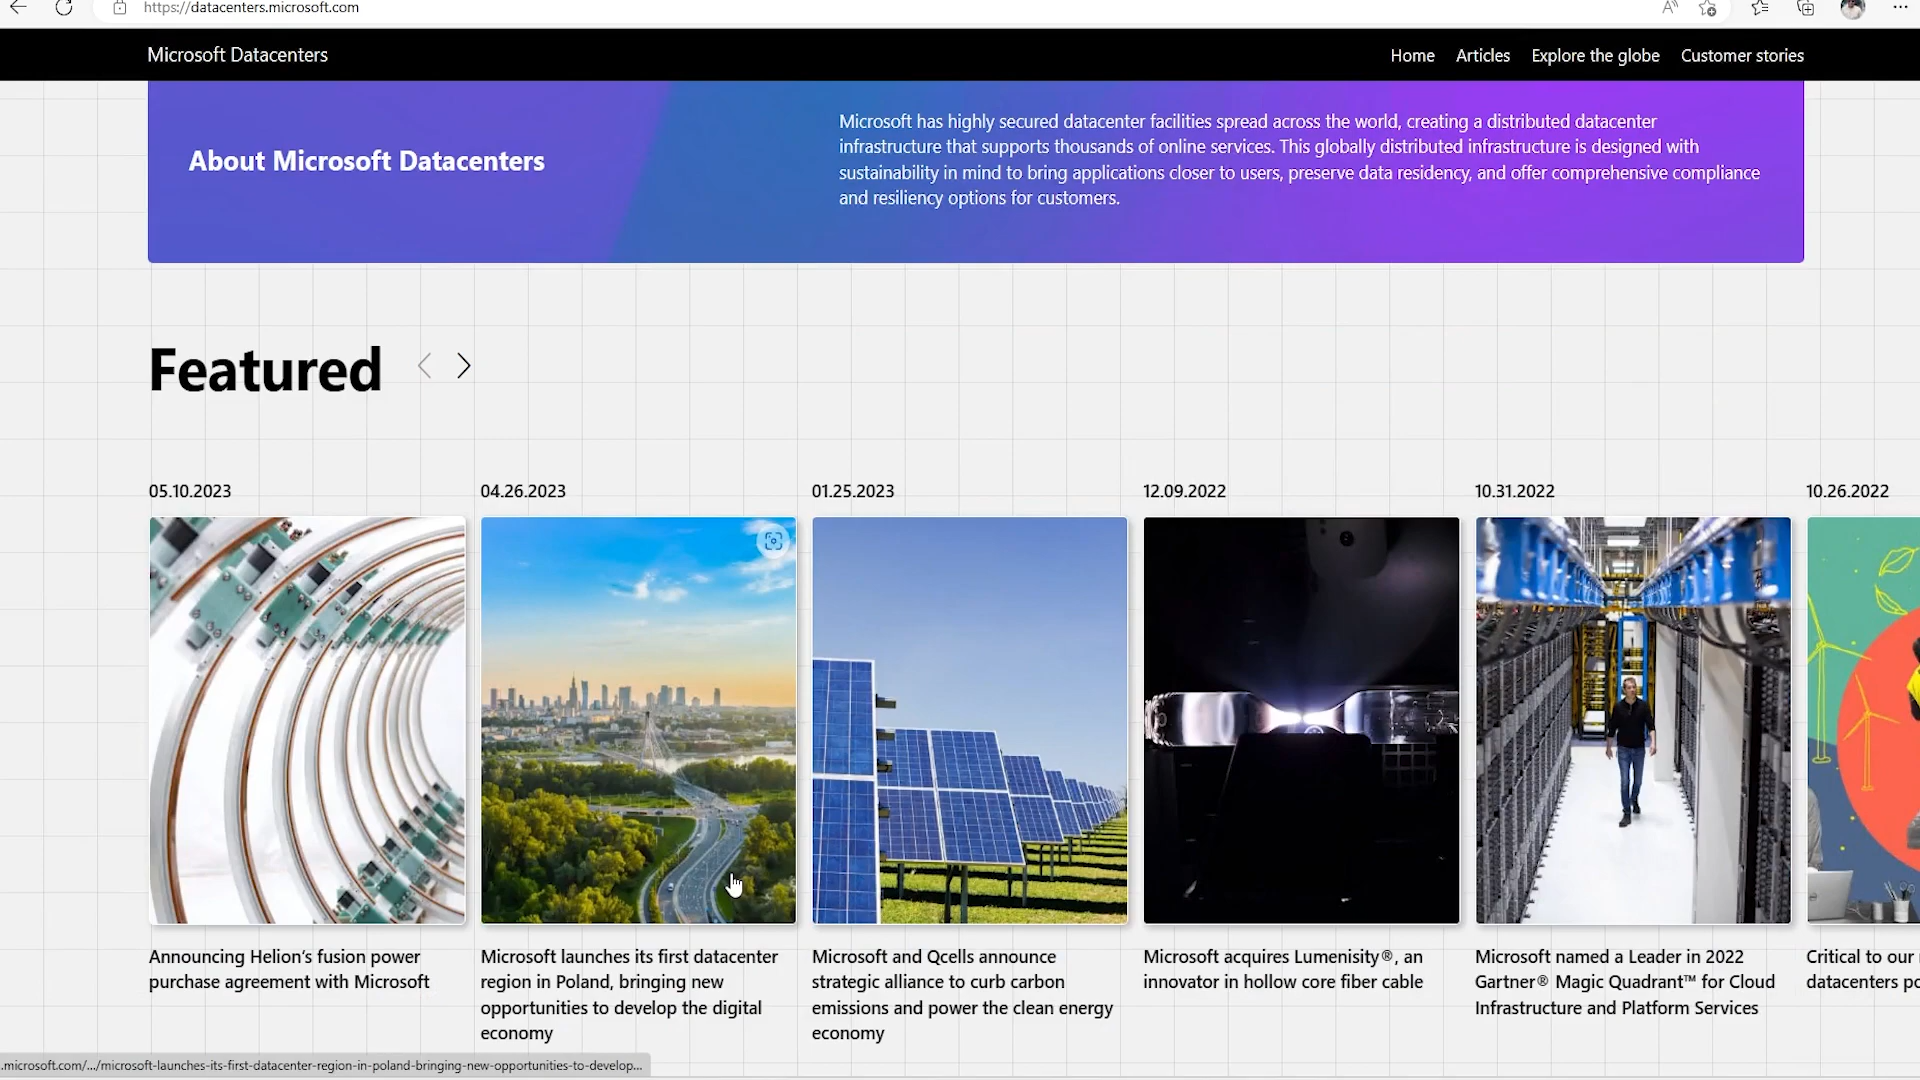 https://datacenters.microsoft.com
Microsoft Datacenters
Home
Articles
Explore the globe
Customer stories
About Microsoft Datacenters
Microsoft has highly secured datacenter facilities spread across the world, creating a distributed datacenter
infrastructure that supports thousands of online services. This globally distributed infrastructure is designed with
sustainability in mind to bring applications closer to users, preserve data residency, and offer comprehensive compliance
and resiliency options for customers.
Featured
05.10.2023
Announcing Helion's fusion power
purchase agreement with Microsoft
04.26.2023
Microsoft launches its first datacenter
region in Poland, bringing new
opportunities to develop the digital
economy
01.25.2023
Microsoft and Qcells announce
strategic alliance to curb carbon
emissions and power the clean energy
economy
12.09.2022
Microsoft acquires Lumenisity®, an
innovator in hollow core fiber cable
10.31.2022
Microsoft named a Leader in 2022
Gartner® Magic Quadrant™ for Cloud
Infrastructure and Platform Services
10.26.2022
Critical to our
datacenters
.microsoft.com/.../microsoft-launches-its-first-datacenter-region-in-poland-bringing-new-opportunities-to-develop...